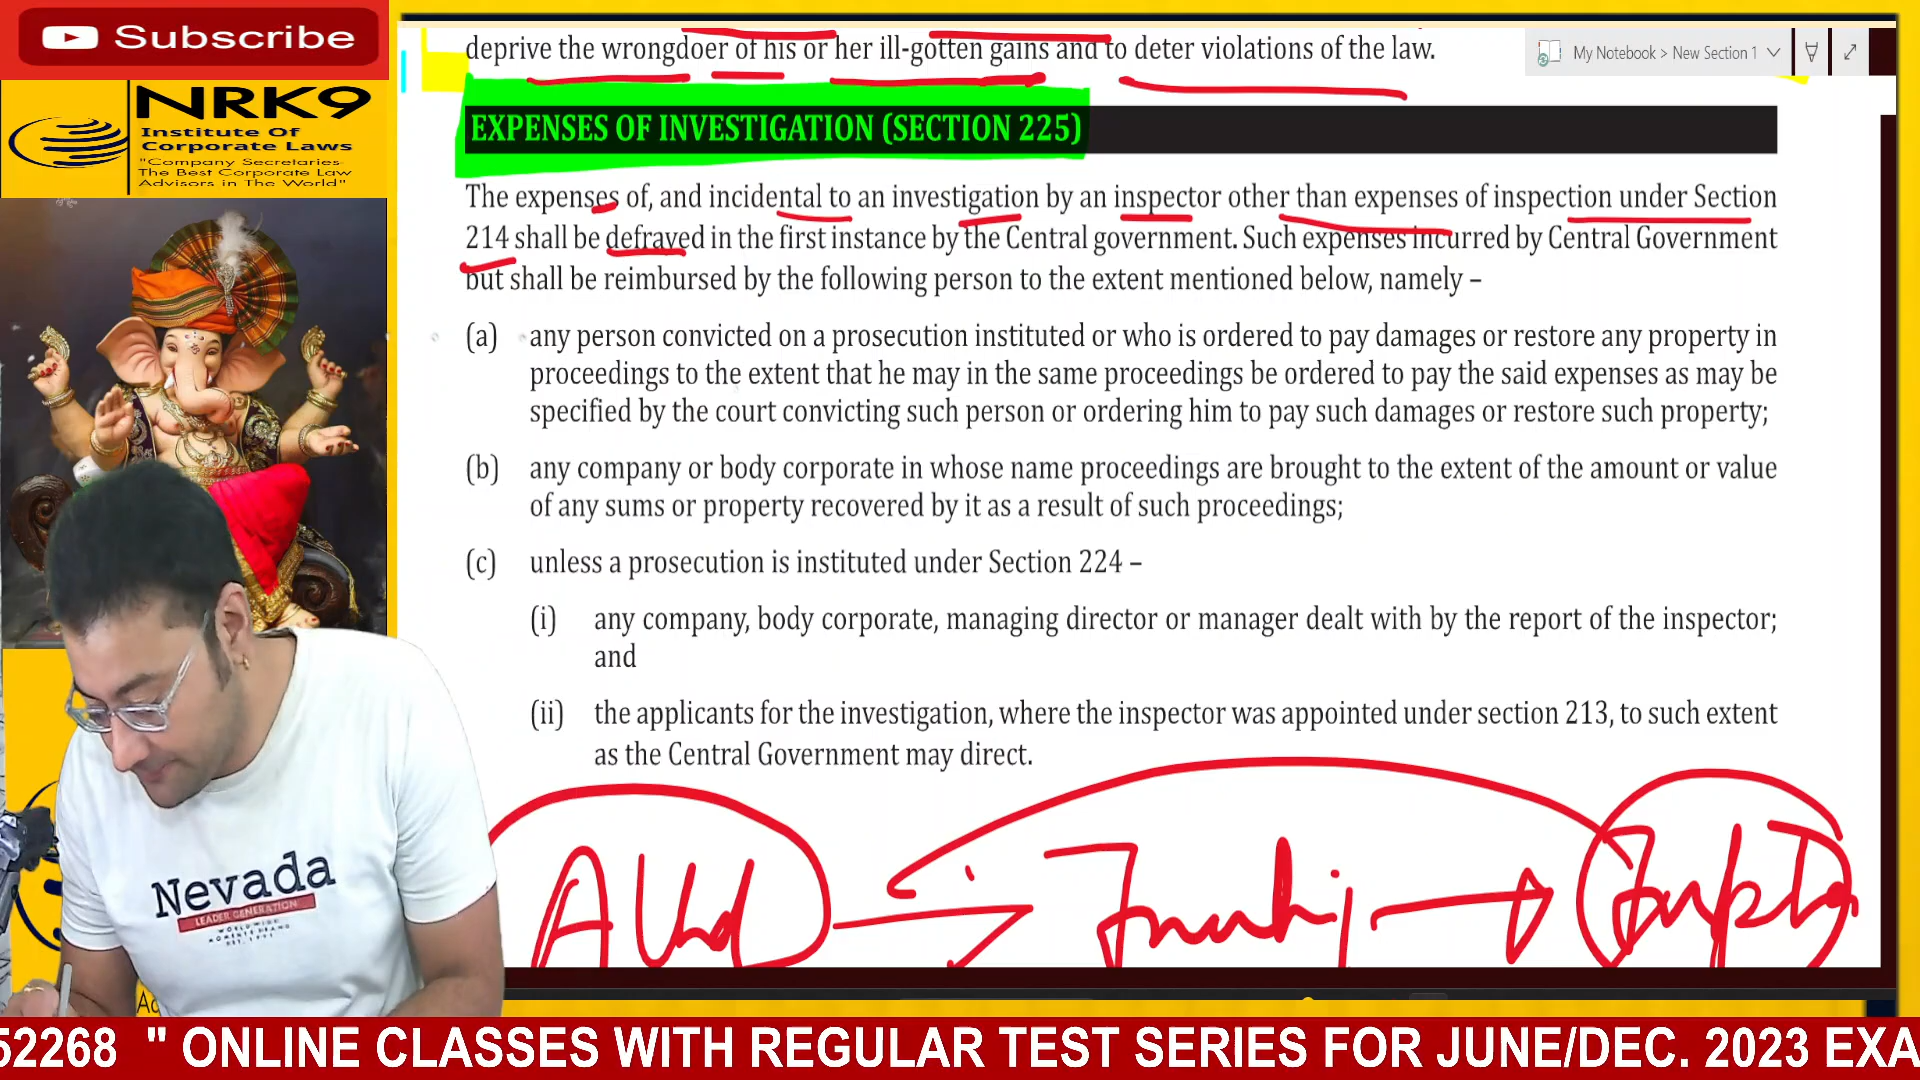 Subscribe
NRK9
Institute Of
Corporate Laws
"Company Secretaries-
The Best Corporate Law
Advisors in The World"
My Notebook > New Section 1
deprive the wrongdoer of his or her ill-gotten gains and to deter violations of the law.
EXPENSES OF INVESTIGATION (SECTION 225)
The expenses of, and incidental to an investigation by an inspector other than expenses of inspection under Section
214 shall be defrayed in the first instance by the Central government. Such expenses incurred by Central Government
but shall be reimbursed by the following person to the extent mentioned below, namely –
(a) any person convicted on a prosecution instituted or who is ordered to pay damages or restore any property in
proceedings to the extent that he may in the same proceedings be ordered to pay the said expenses as may be
specified by the court convicting such person or ordering him to pay such damages or restore such property;
(b) any company or body corporate in whose name proceedings are brought to the extent of the amount or value
of any sums or property recovered by it as a result of such proceedings;
(c) unless a prosecution is instituted under Section 224 –
(i) any company, body corporate, managing director or manager dealt with by the report of the inspector;
and
(ii) the applicants for the investigation, where the inspector was appointed under section 213, to such extent
as the Central Government may direct.
A Ltd
Nevada
LEADER GENERATION
52268 " ONLINE CLASSES WITH REGULAR TEST SERIES FOR JUNE/DEC. 2023 EXA